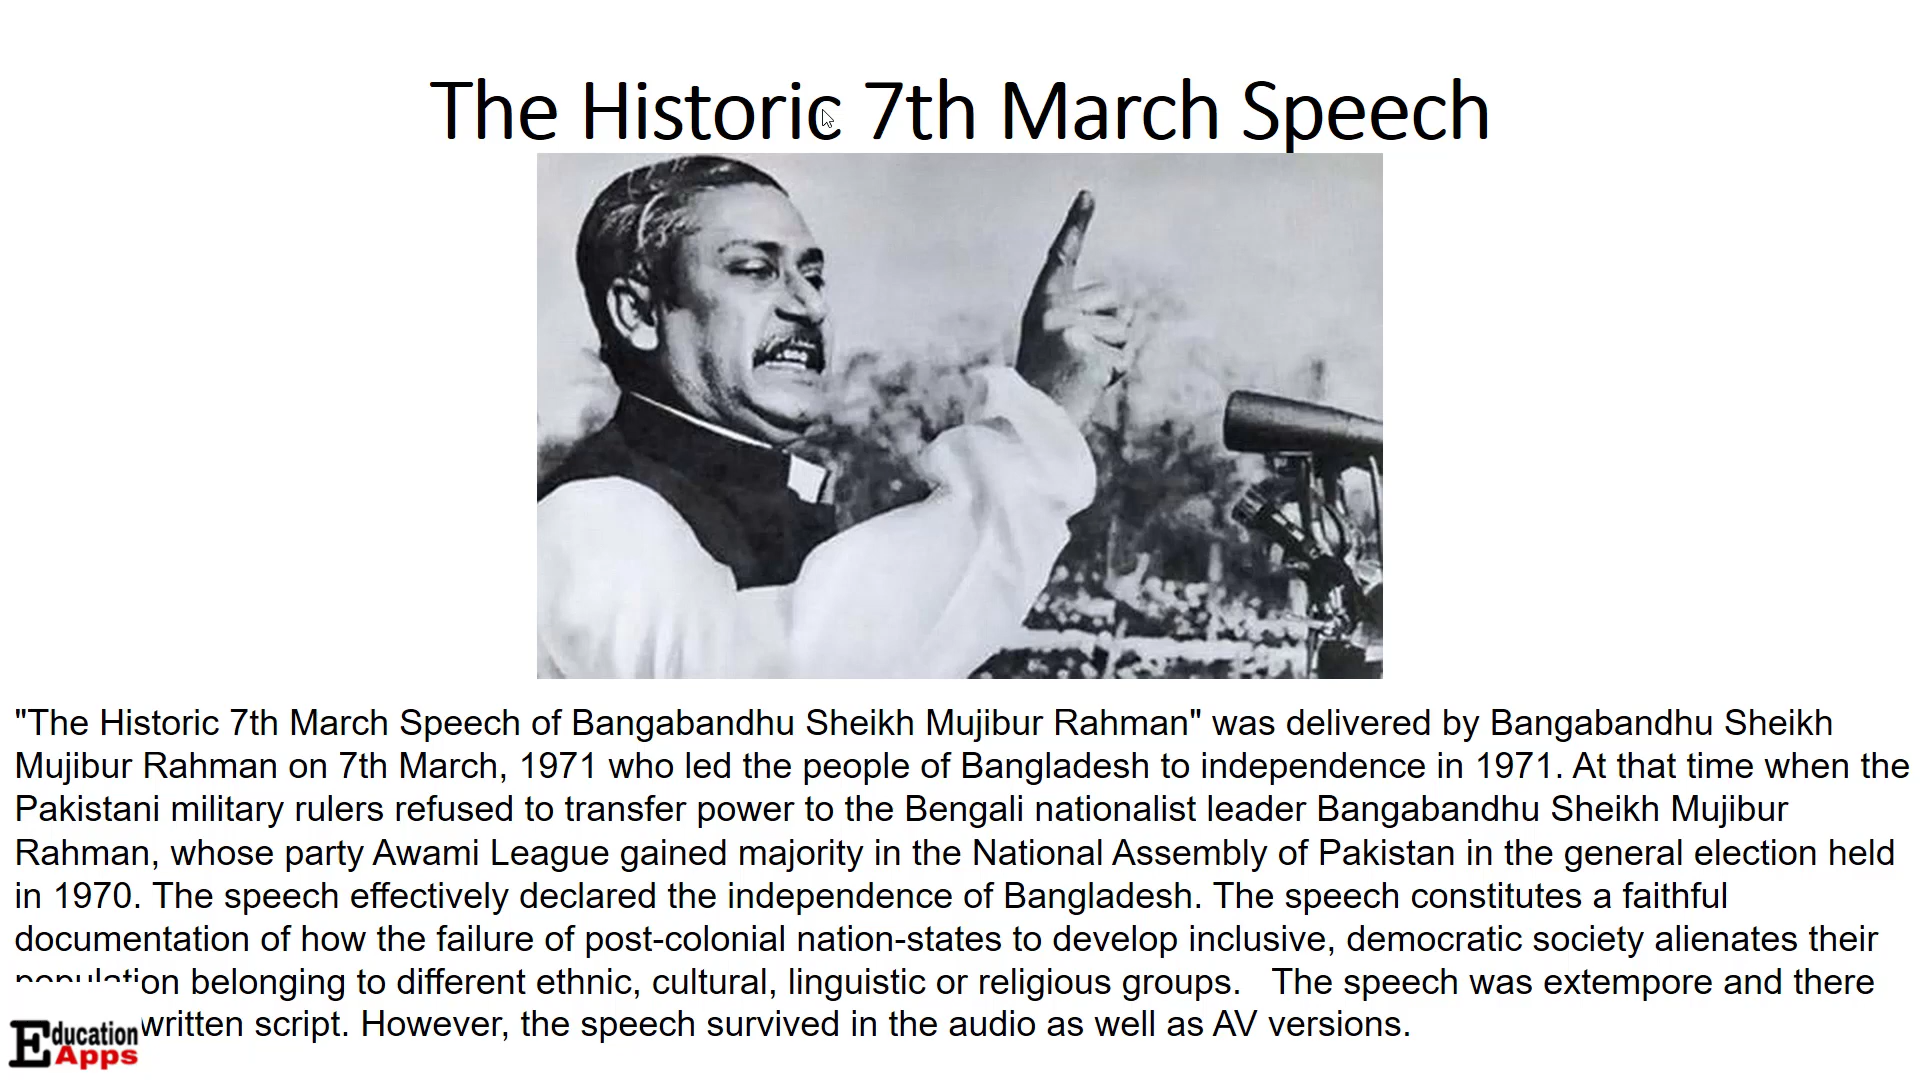 The Historic 7th March Speech
"The Historic 7th March Speech of Bangabandhu Sheikh Mujibur Rahman" was delivered by Bangabandhu Sheikh
Mujibur Rahman on 7th March, 1971 who led the people of Bangladesh to independence in 1971. At that time when the
Pakistani military rulers refused to transfer power to the Bengali nationalist leader Bangabandhu Sheikh Mujibur
Rahman, whose party Awami League gained majority in the National Assembly of Pakistan in the general election held
in 1970. The speech effectively declared the independence of Bangladesh. The speech constitutes a faithful
documentation of how the failure of post-colonial nation-states to develop inclusive, democratic society alienates their
population belonging to different ethnic, cultural, linguistic or religious groups. The speech was extempore and there
written script. However, the speech survived in the audio as well as AV versions.
Education
Apps